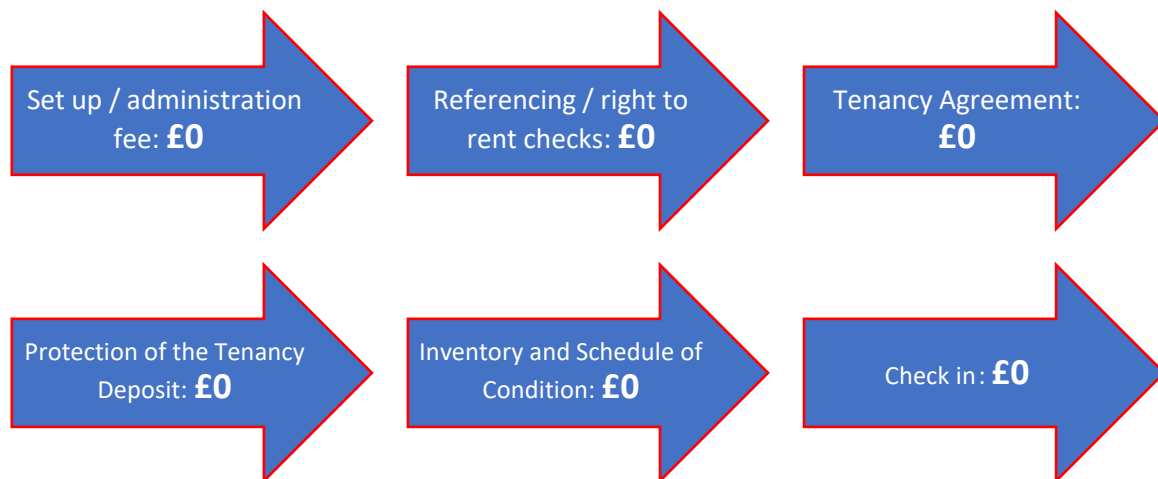 Set up / administration
fee: £0
Referencing / right to
rent checks: £0
Tenancy Agreement:
£0
Protection of the Tenancy
Deposit: £0
Inventory and Schedule of
Condition: £0
Check in: £0